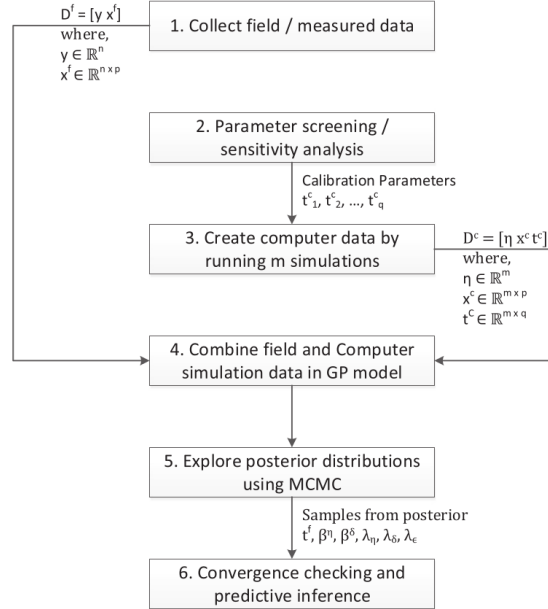 D^f = [y x^f]
where,
y ∈ ℝ^n
x^f ∈ ℝ^(n x p)
1. Collect field / measured data
2. Parameter screening /
sensitivity analysis
Calibration Parameters
t^c_1, t^c_2, ..., t^c_q
3. Create computer data by
running m simulations
D^c = [η x^c t^c]
where,
η ∈ ℝ^m
x^c ∈ ℝ^(m x p)
t^C ∈ ℝ^(m x q)
4. Combine field and Computer
simulation data in GP model
5. Explore posterior distributions
using MCMC
Samples from posterior
t^f, β^η, β^δ, λ_η, λ_δ, λ_ϵ
6. Convergence checking and
predictive inference